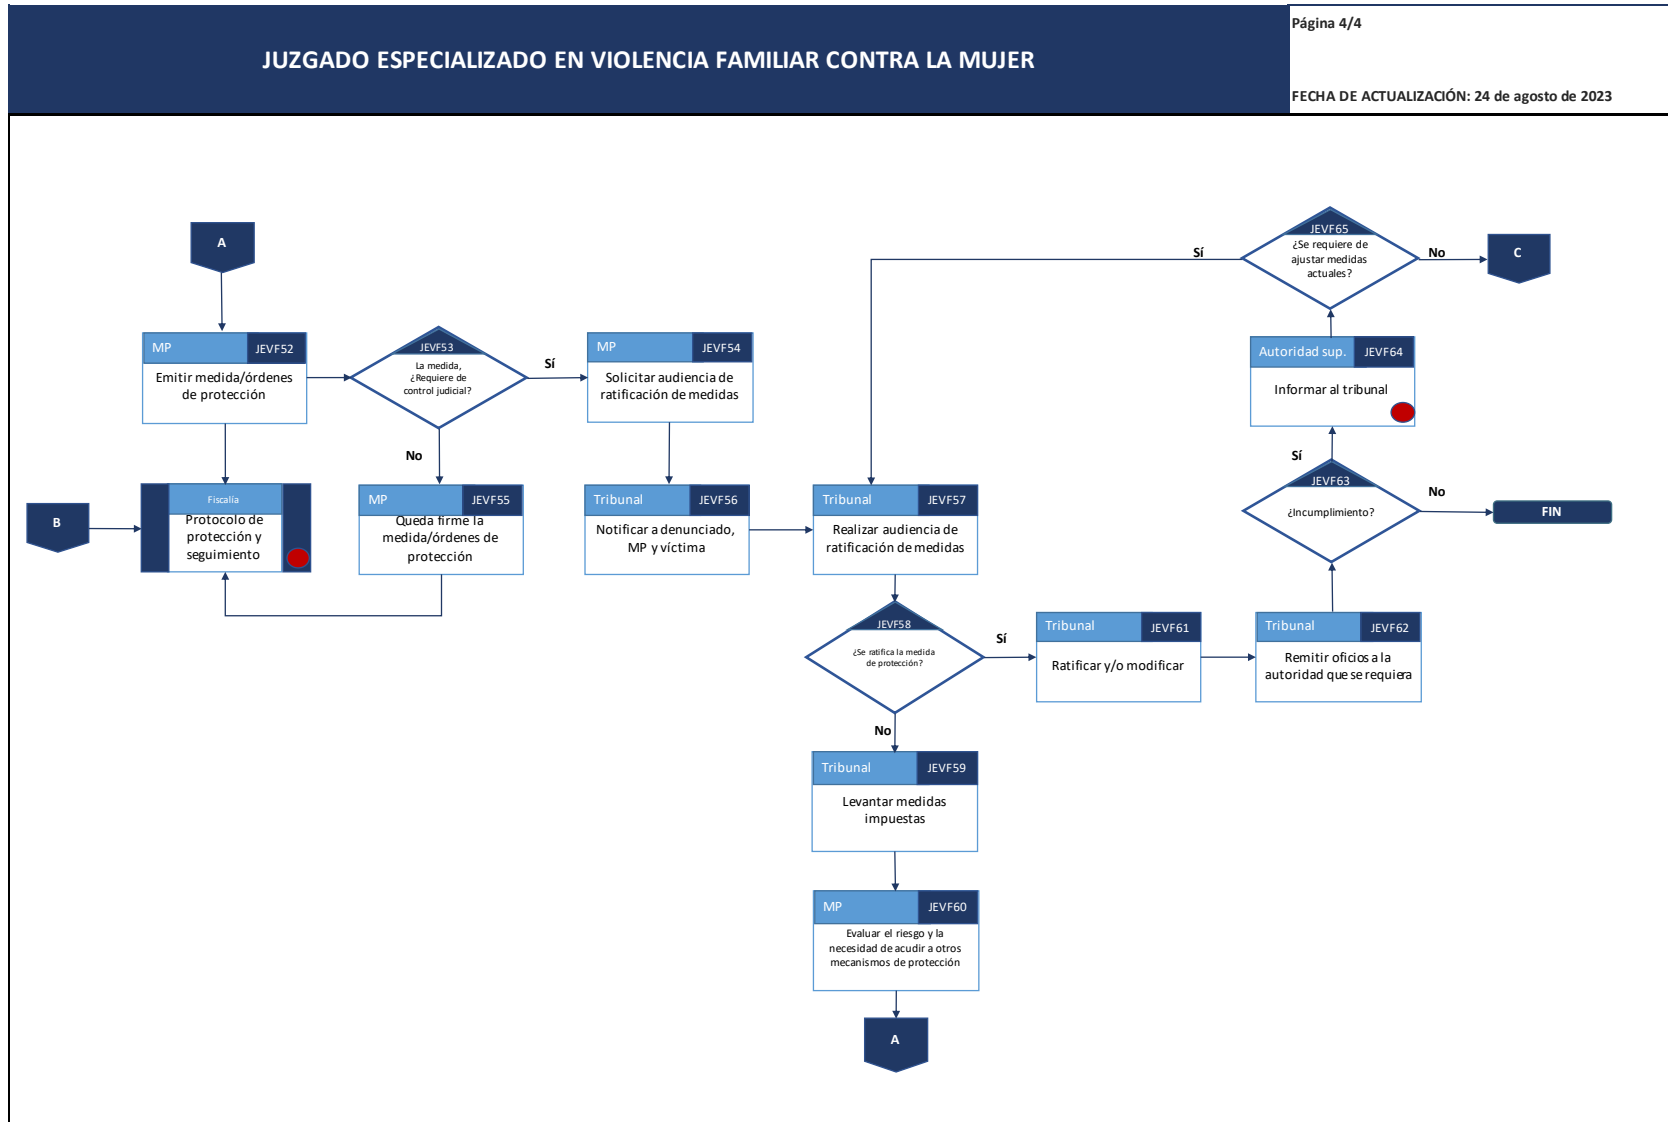 JUZGADO ESPECIALIZADO EN VIOLENCIA FAMILIAR CONTRA LA MUJER
Página 4/4
FECHA DE ACTUALIZACIÓN: 24 de agosto de 2023
A
MP
JEVF52
Emitir medida/órdenes
de protección
JEVF53
La medida,
¿Requiere de
control judicial?
Sí
No
MP
JEVF54
Solicitar audiencia de
ratificación de medidas
B
Fiscalía
Protocolo de
protección y
seguimiento
MP
JEVF55
Queda firme la
medida/órdenes de
protección
Tribunal
JEVF56
Notificar a denunciado,
MP y víctima
Tribunal
JEVF57
Realizar audiencia de
ratificación de medidas
JEVF58
¿Se ratifica la medida
de protección?
Sí
No
Tribunal
JEVF59
Levantar medidas
impuestas
MP
JEVF60
Evaluar el riesgo y la
necesidad de acudir a otros
mecanismos de protección
A
Tribunal
JEVF61
Ratificar y/o modificar
Tribunal
JEVF62
Remitir oficios a la
autoridad que se requiera
JEVF63
¿Incumplimiento?
Sí
No
FIN
Autoridad sup.
JEVF64
Informar al tribunal
JEVF65
¿Se requiere de
ajustar medidas
actuales?
Sí
No
C